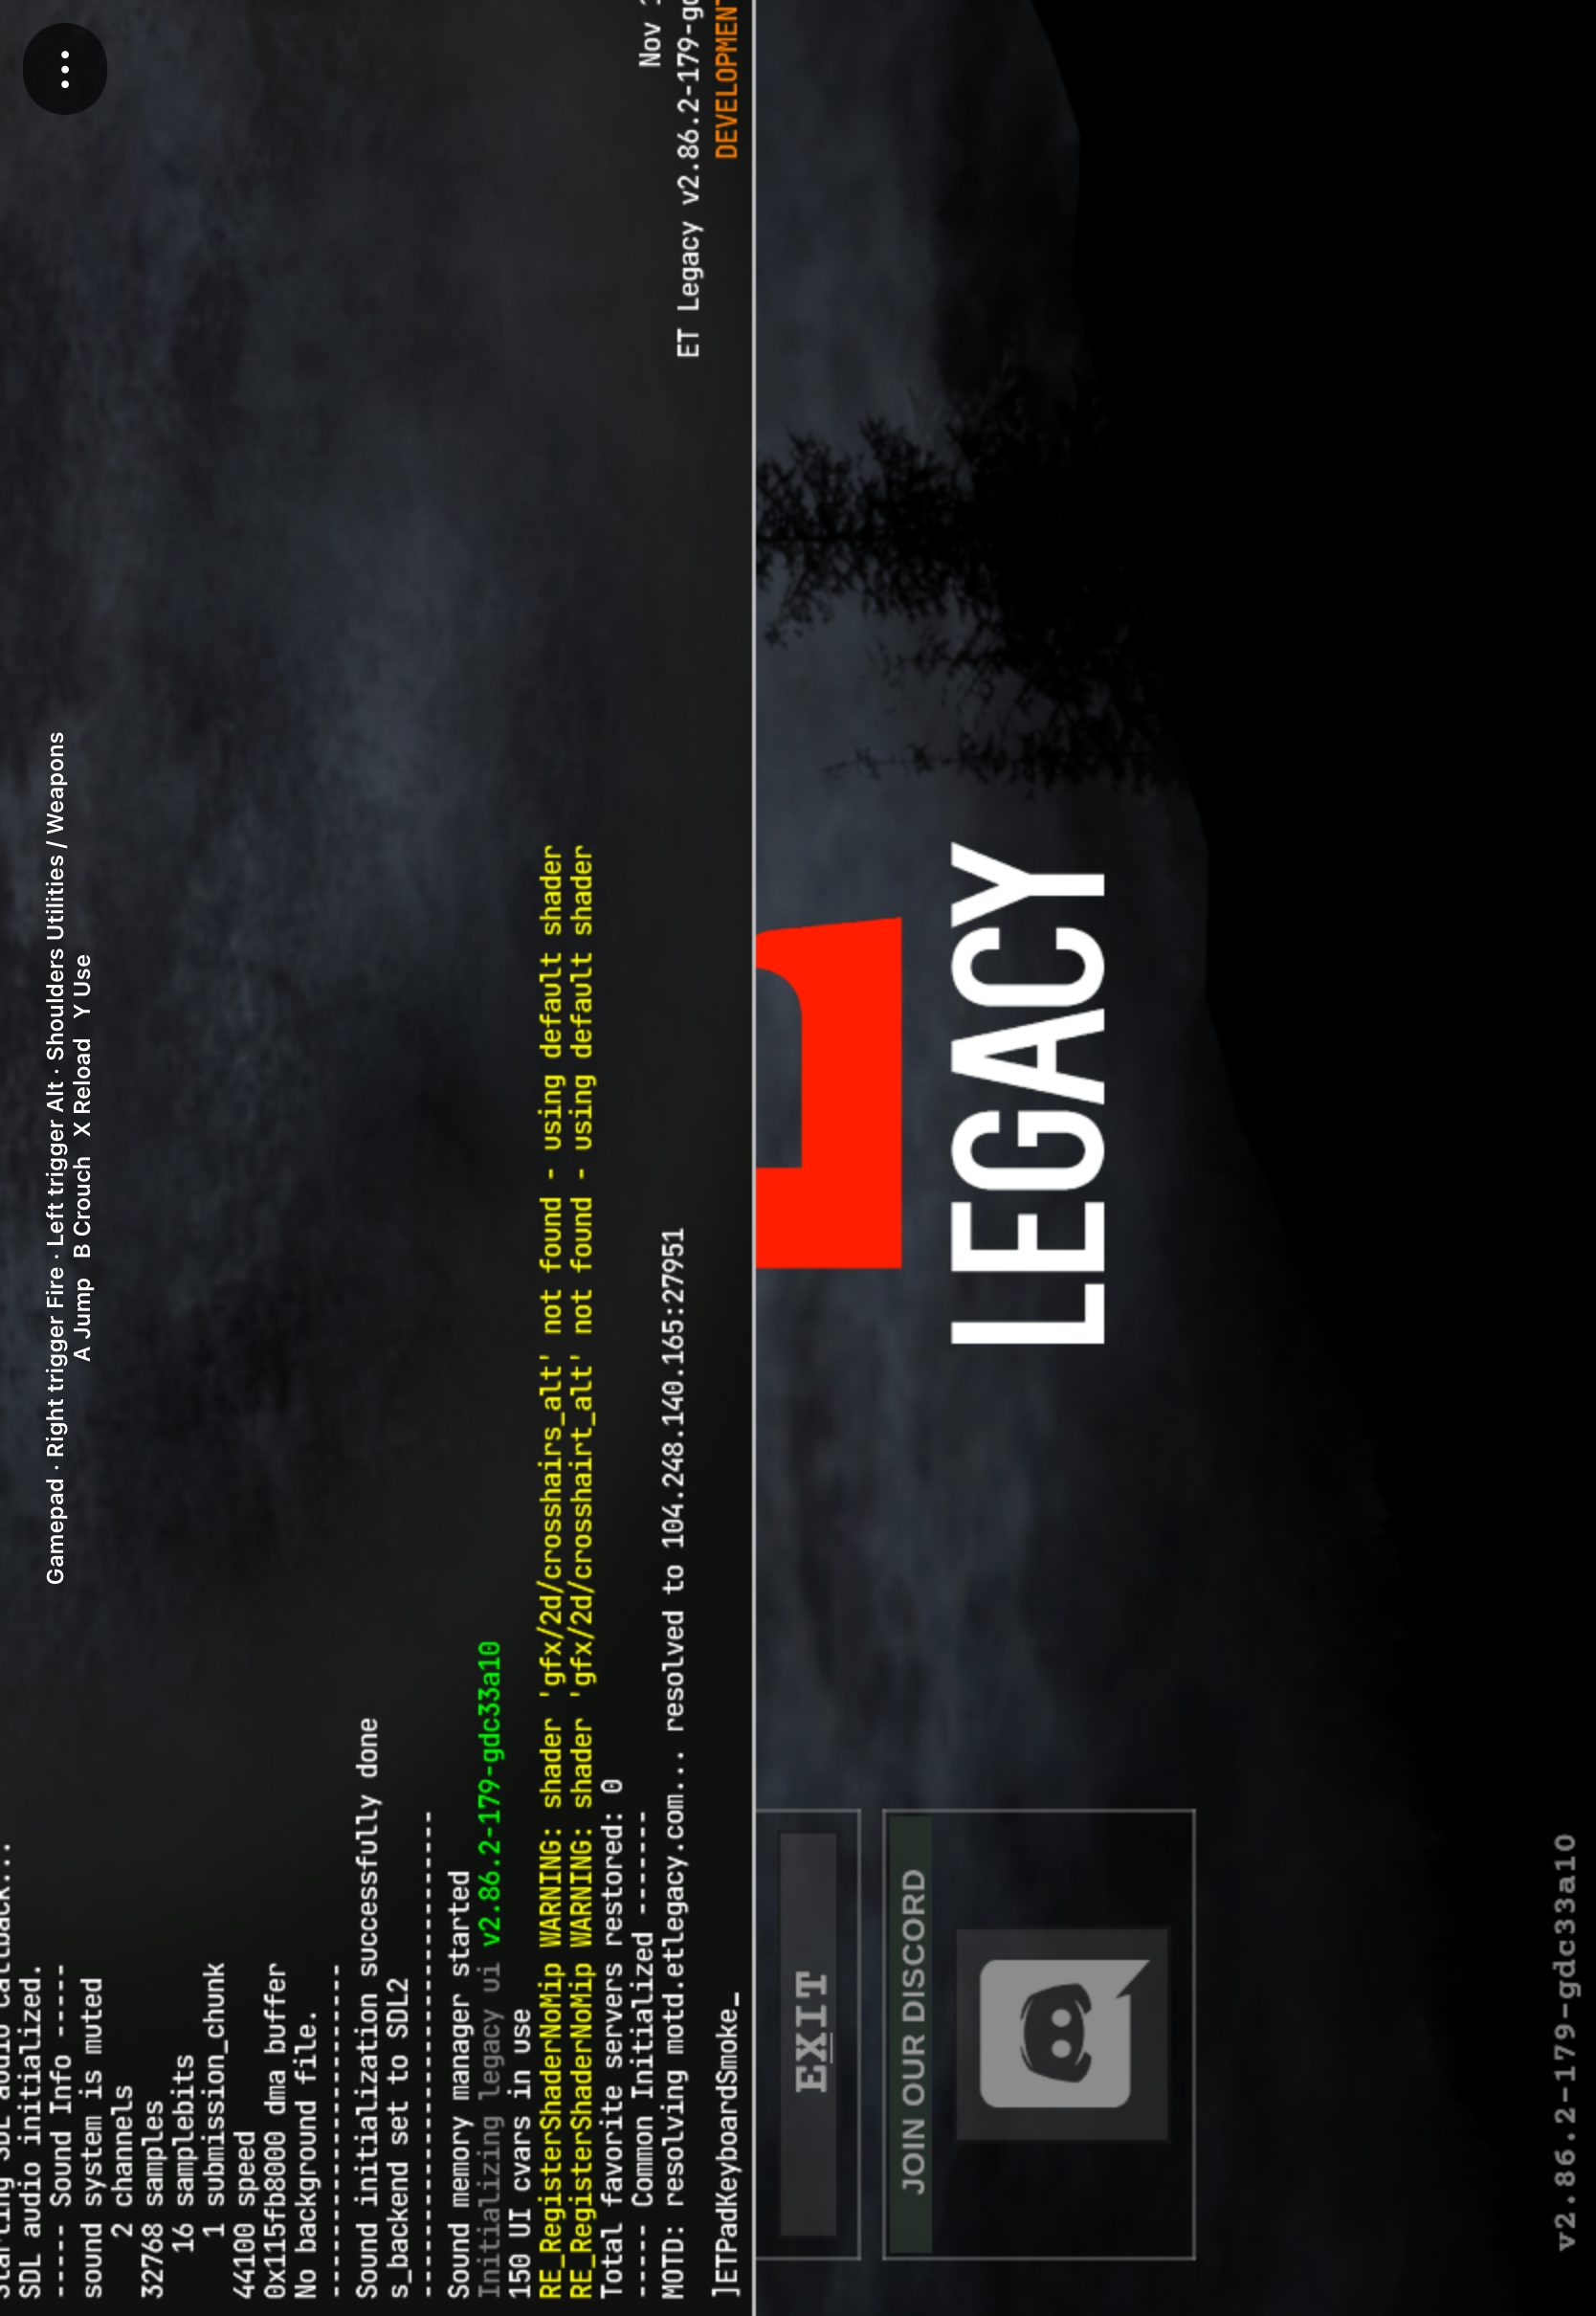 Gamepad · Right trigger Fire · Left trigger Alt · Shoulders Utilities / Weapons
A Jump B Crouch X Reload Y Use
SDL audio initialized.
----- Sound Info -----
sound system is muted
2 channels
32768 samples
16 samplebits
1 submission_chunk
44100 speed
0x115fb8000 dma buffer
No background file.
----------------------
Sound initialization successfully done
s_backend set to SDL2
--------------------------------
Sound memory manager started
Initializing legacy ui v2.86.2-179-gdc33a10
150 UI cvars in use
RE_RegisterShaderNoMip WARNING: shader 'gfx/2d/crosshairs_alt' not found - using default shader
RE_RegisterShaderNoMip WARNING: shader 'gfx/2d/crosshairt_alt' not found - using default shader
Total favorite servers restored: 0
----- Common Initialized -------
MOTD: resolving motd.etlegacy.com... resolved to 104.248.140.165:27951
Nov
ET Legacy v2.86.2-179-gd
DEVELOPMENT
]ETPadKeyboardSmoke_
EXIT
LEGACY
JOIN OUR DISCORD
v2.86.2-179-gdc33a10